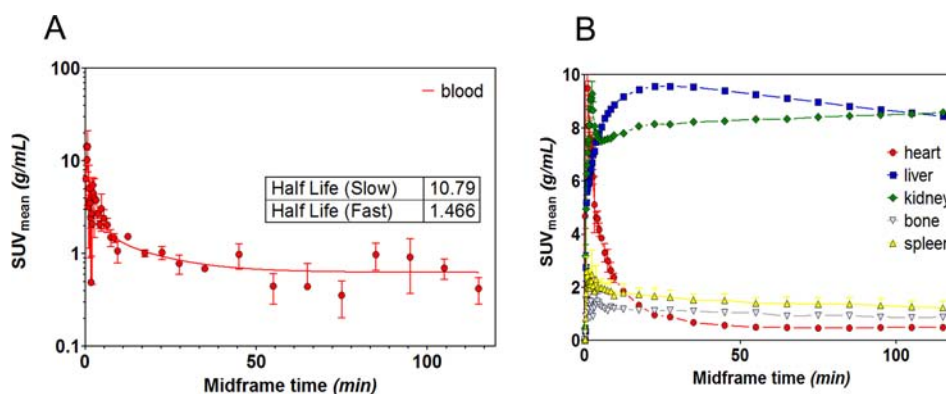 A
100
10
1
0.1
SUVmean (g/mL)
blood
Half Life (Slow) 10.79
Half Life (Fast) 1.466
0 50 100
Midframe time (min)
B
10
8
6
4
2
0
SUVmean (g/mL)
heart
liver
kidney
bone
spleen
0 50 100
Midframe time (min)